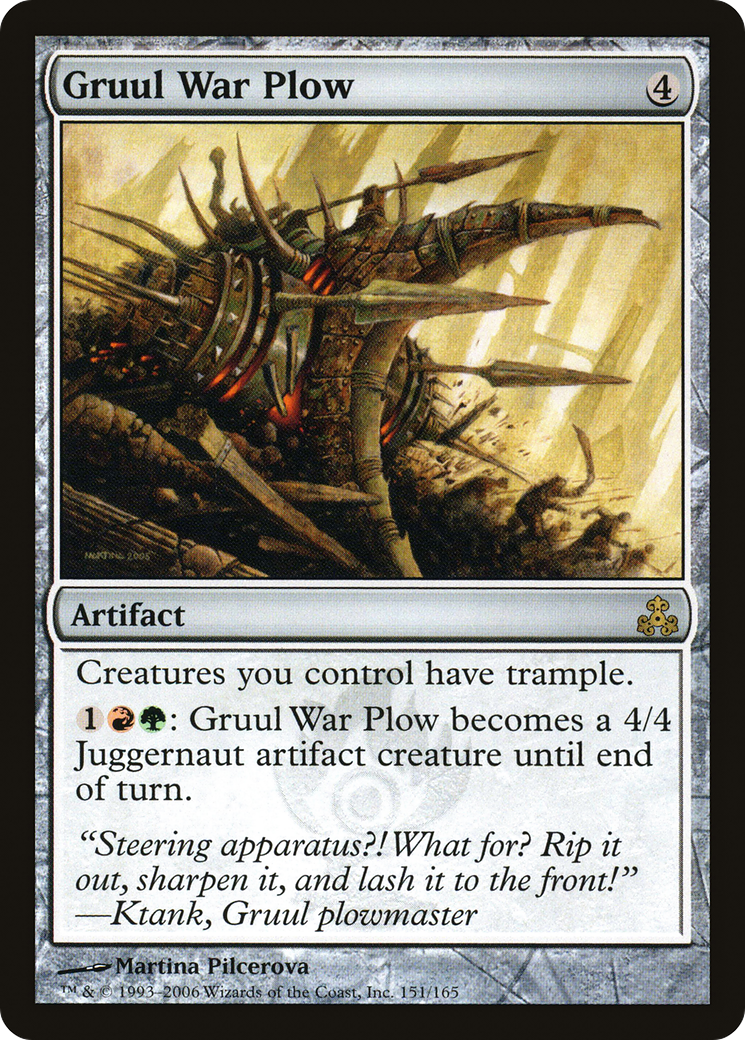 Gruul War Plow 4
Artifact
Creatures you control have trample.
1: Gruul War Plow becomes a 4/4
Juggernaut artifact creature until end
of turn.
“Steering apparatus?! What for? Rip it
out, sharpen it, and lash it to the front!”
—Ktank, Gruul plowmaster
Martina Pilcerova
™ & © 1993–2006 Wizards of the Coast, Inc. 151/165